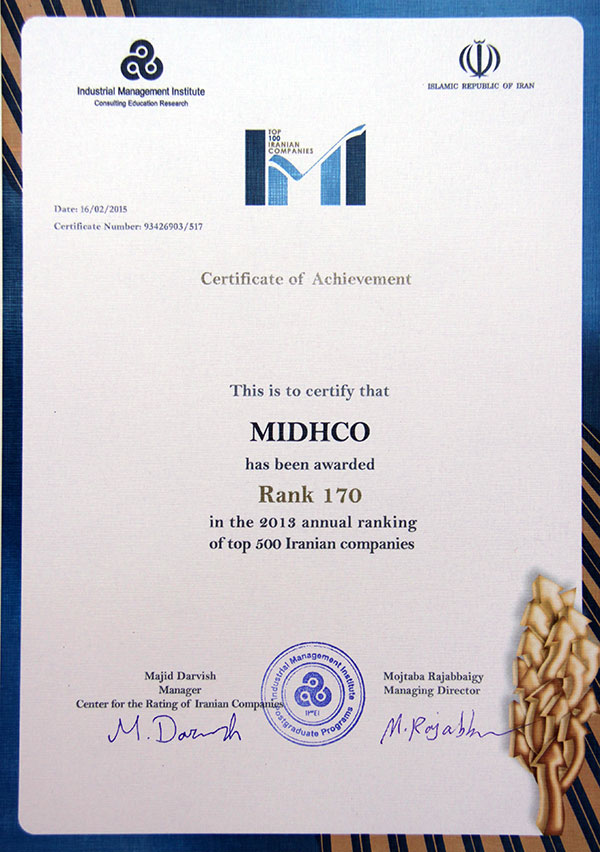 Industrial Management Institute
Consulting Education Research
ISLAMIC REPUBLIC OF IRAN
TOP
100
IRANIAN
COMPANIES
Date: 16/02/2015
Certificate Number: 93426903/517
Certificate of Achievement
This is to certify that
MIDHCO
has been awarded
Rank 170
in the 2013 annual ranking
of top 500 Iranian companies
Majid Darvish
Manager
Center for the Rating of Iranian Companies
M. Darvish
Industrial Management Institute
Postgraduate Programs
Mojtaba Rajabbaigy
Managing Director